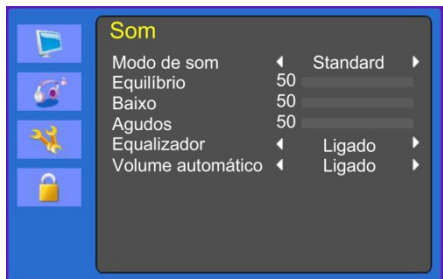 Som
Modo de som Standard
Equilíbrio 50
Baixo 50
Agudos 50
Equalizador Ligado
Volume automático Ligado